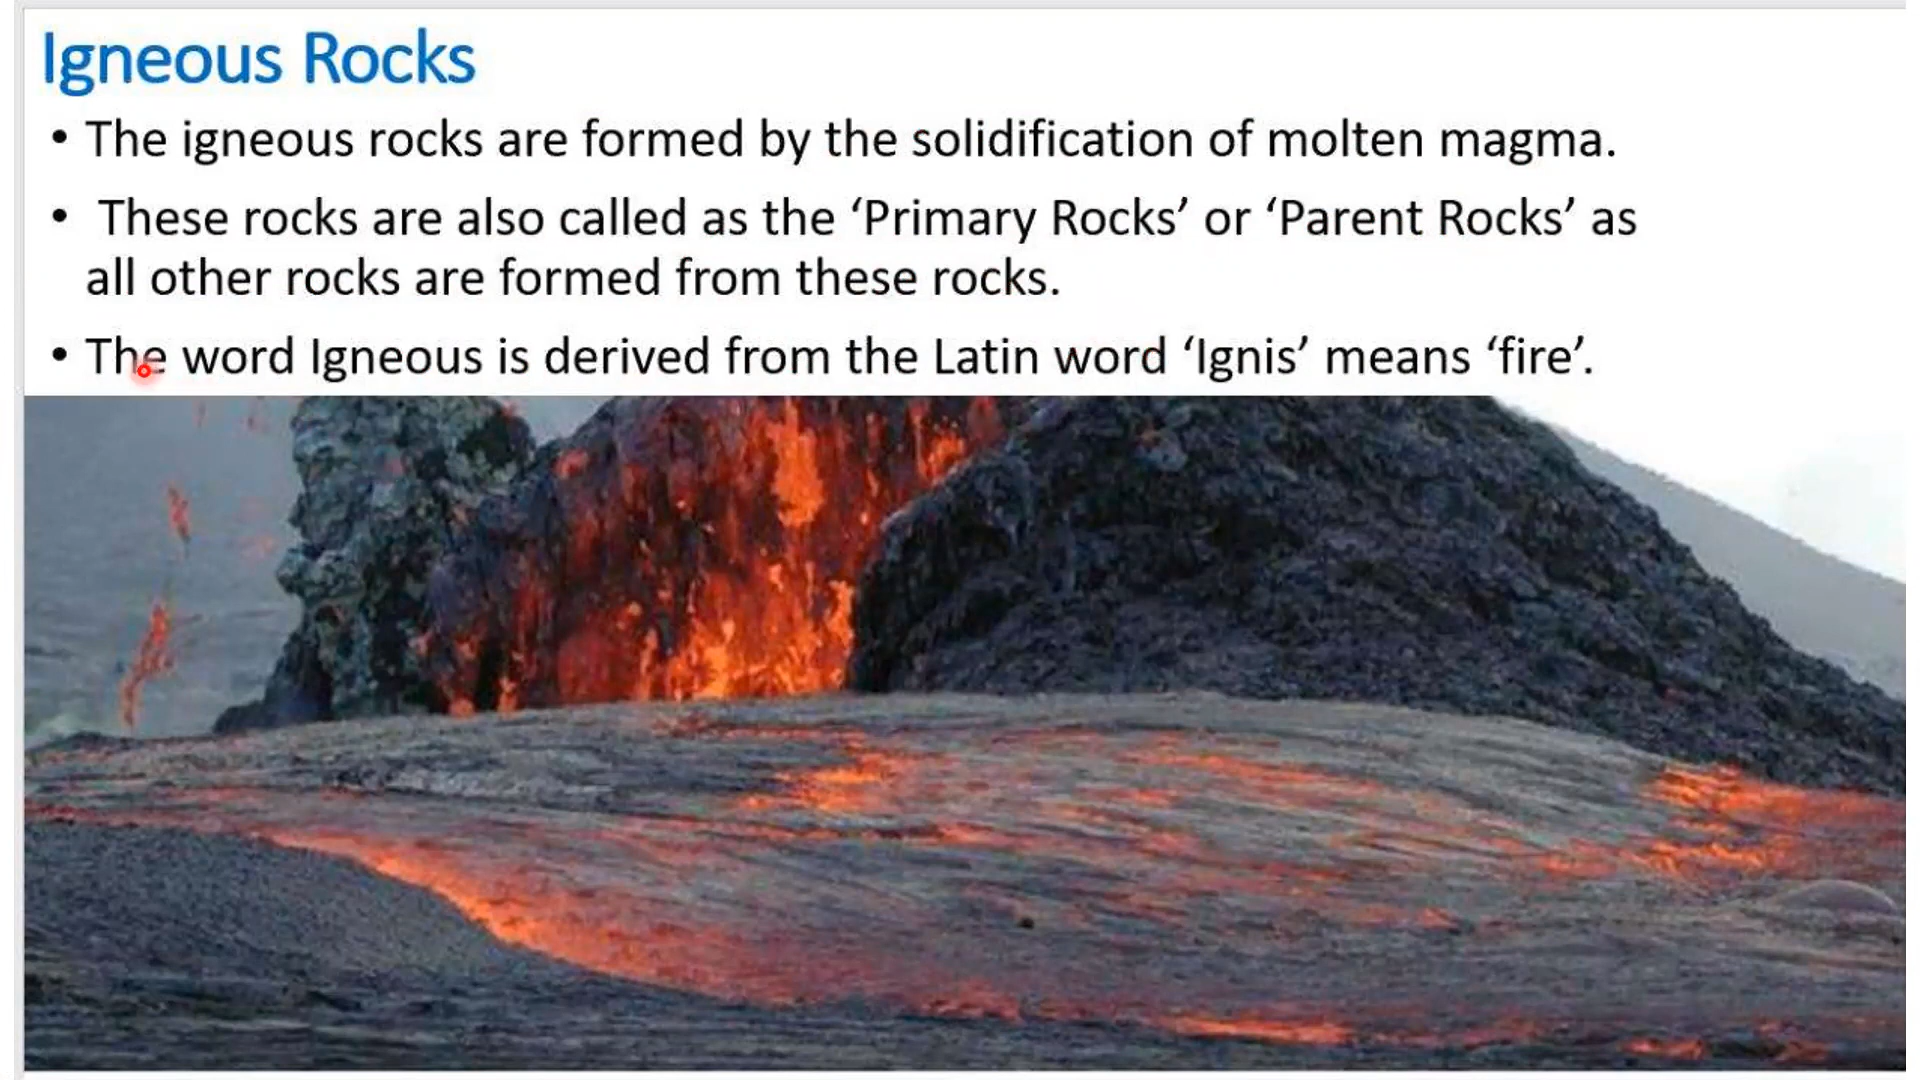 Igneous Rocks
• The igneous rocks are formed by the solidification of molten magma.
• These rocks are also called as the ‘Primary Rocks’ or ‘Parent Rocks’ as
all other rocks are formed from these rocks.
• The word Igneous is derived from the Latin word ‘Ignis’ means ‘fire’.